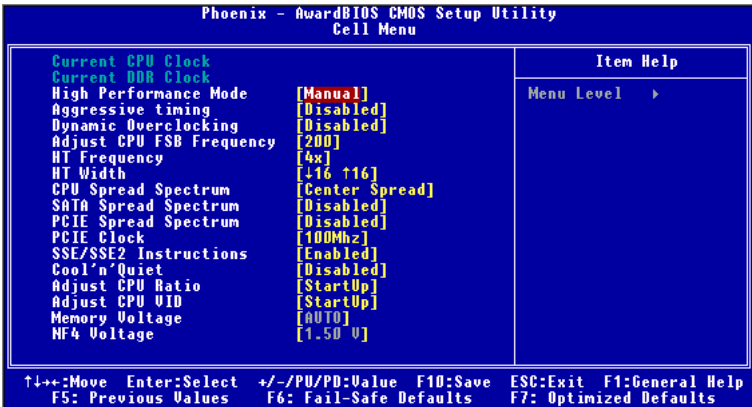 Phoenix - AwardBIOS CMOS Setup Utility
Cell Menu
Current CPU Clock
Current DDR Clock
High Performance Mode [Manual]
Aggressive timing [Disabled]
Dynamic Overclocking [Disabled]
Adjust CPU FSB Frequency [200]
HT Frequency [4x]
HT Width [↓16 ↑16]
CPU Spread Spectrum [Center Spread]
SATA Spread Spectrum [Disabled]
PCIE Spread Spectrum [Disabled]
PCIE Clock [100Mhz]
SSE/SSE2 Instructions [Enabled]
Cool'n'Quiet [Disabled]
Adjust CPU Ratio [StartUp]
Adjust CPU VID [StartUp]
Memory Voltage [AUTO]
NF4 Voltage [1.50 V]
Item Help
Menu Level ▸
↑↓→←:Move Enter:Select +/-/PU/PD:Value F10:Save ESC:Exit F1:General Help
F5: Previous Values F6: Fail-Safe Defaults F7: Optimized Defaults